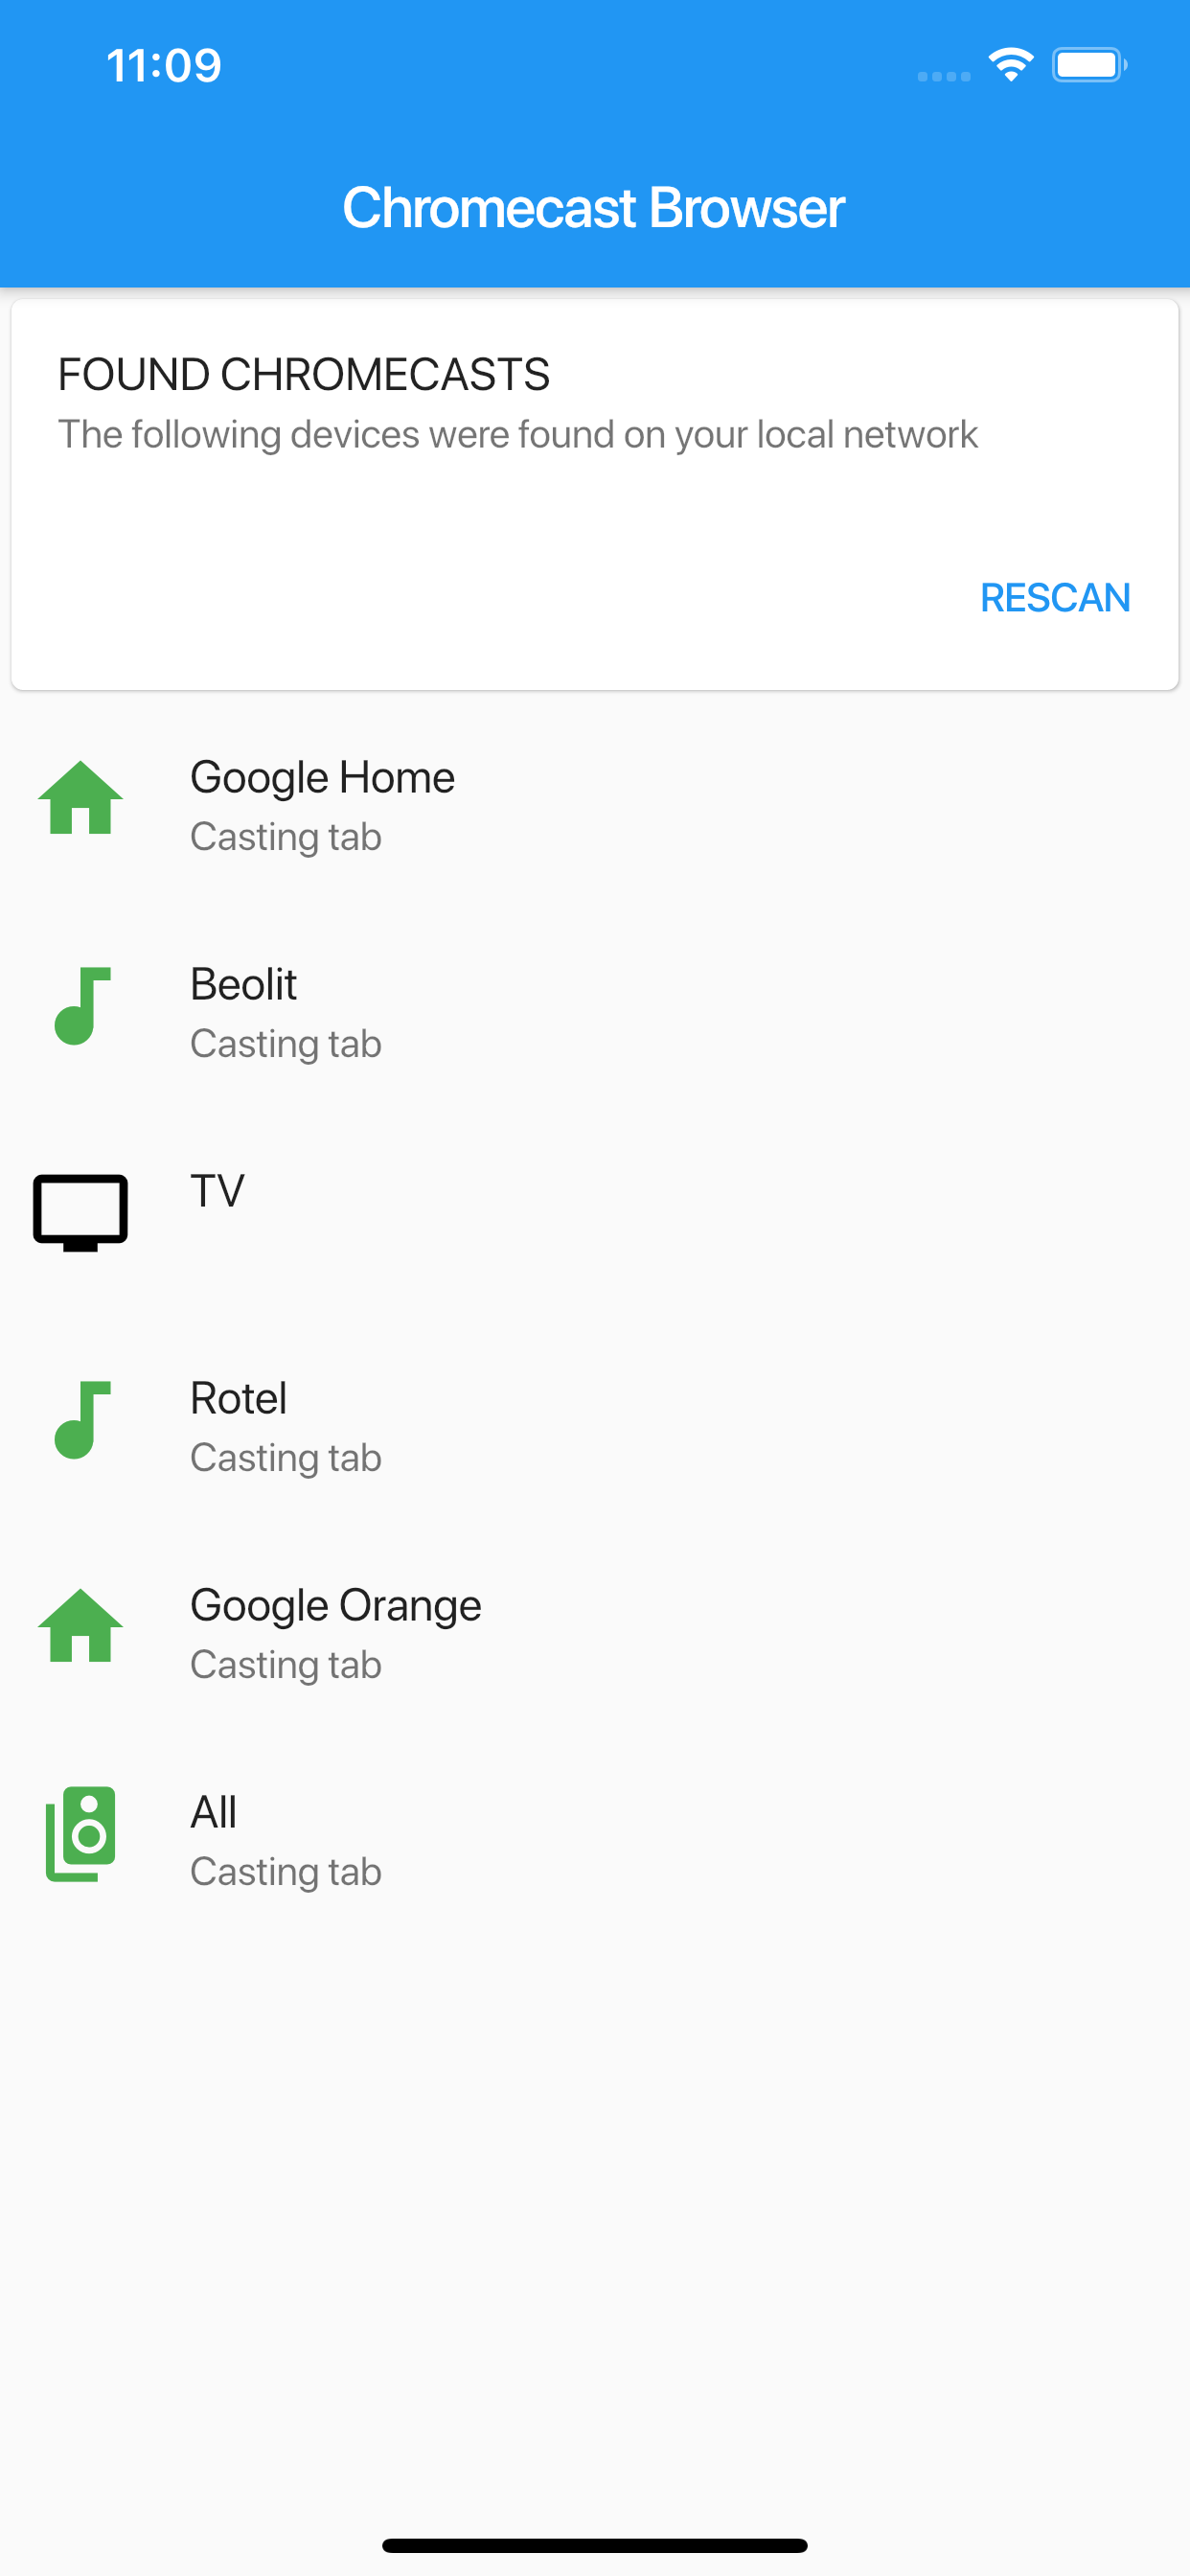 11:09
Chromecast Browser
FOUND CHROMECASTS
The following devices were found on your local network
RESCAN
Google Home
Casting tab
Beolit
Casting tab
TV
Rotel
Casting tab
Google Orange
Casting tab
All
Casting tab